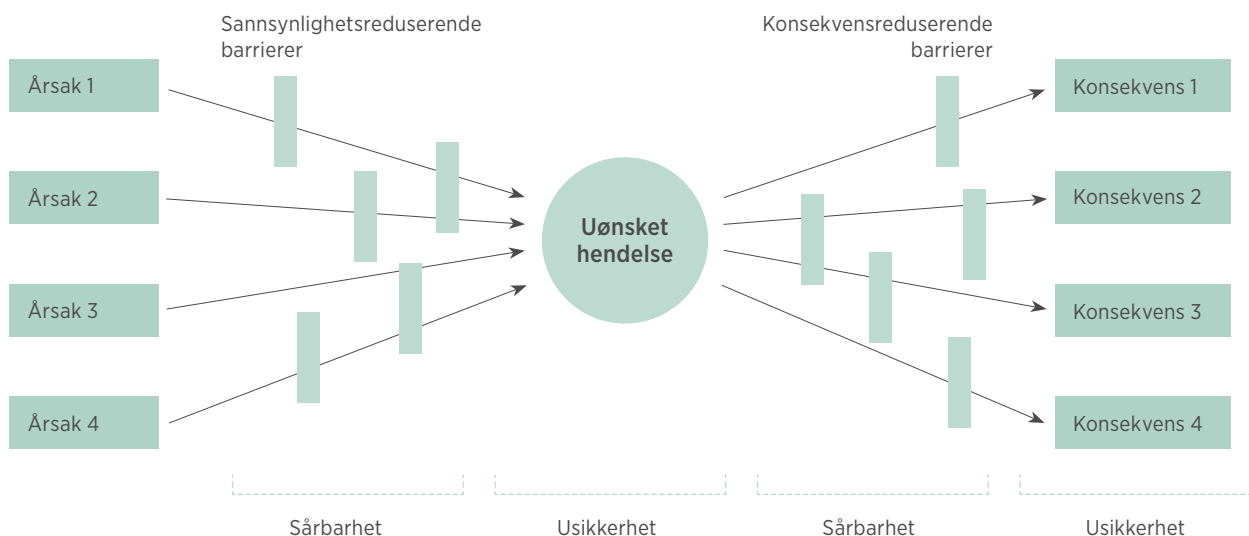 Sannsynlighetsreduserende
barrierer
Konsekvensreduserende
barrierer
Årsak 1
Årsak 2
Årsak 3
Årsak 4
Uønsket
hendelse
Konsekvens 1
Konsekvens 2
Konsekvens 3
Konsekvens 4
Sårbarhet
Usikkerhet
Sårbarhet
Usikkerhet